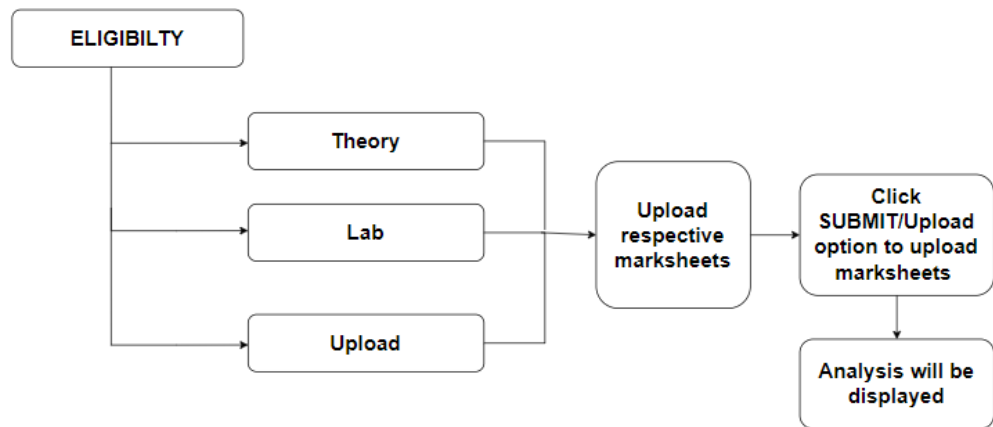 ELIGIBILTY
Theory
Lab
Upload
Upload
respective
marksheets
Click
SUBMIT/Upload
option to upload
marksheets
Analysis will be
displayed